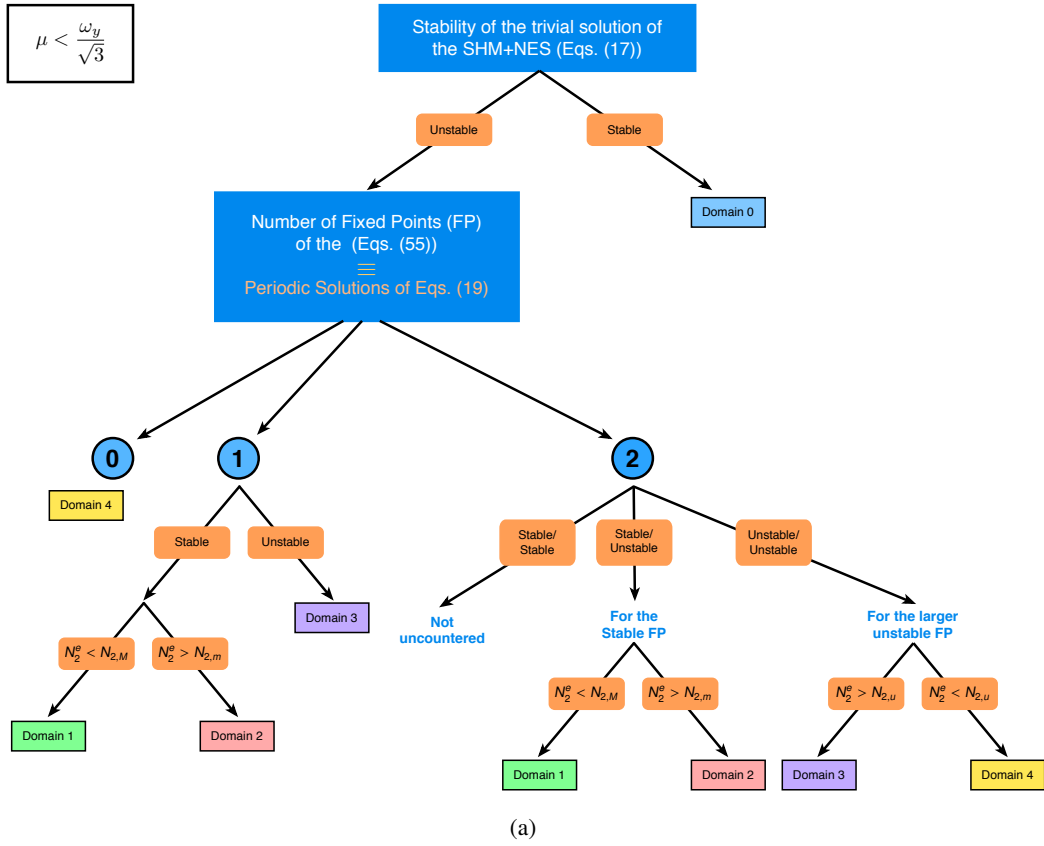 μ < ω_y / √3
Stability of the trivial solution of
the SHM+NES (Eqs. (17))
Unstable
Stable
Domain 0
Number of Fixed Points (FP)
of the (Eqs. (55))
≡
Periodic Solutions of Eqs. (19)
0
1
2
Domain 4
Stable
Unstable
Stable/
Stable
Stable/
Unstable
Unstable/
Unstable
Domain 3
Not
uncountered
For the
Stable FP
For the larger
unstable FP
N₂ᵉ < N₂,M
N₂ᵉ > N₂,m
N₂ᵉ < N₂,M
N₂ᵉ > N₂,m
N₂ᵉ > N₂,u
N₂ᵉ < N₂,u
Domain 1
Domain 2
Domain 1
Domain 2
Domain 3
Domain 4
(a)